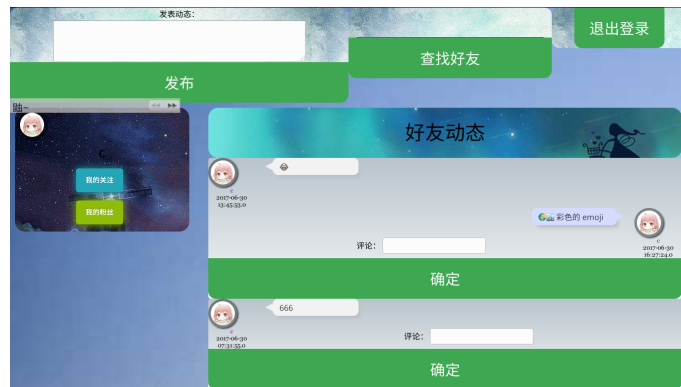 发表动态：
退出登录
查找好友
发布
鼬~
好友动态
c
我的关注
我的粉丝
c
2017-06-30
13:45:53.0
彩色的 emoji
c
2017-06-30
16:27:24.0
评论：
确定
666
c
2017-06-30
07:31:55.0
评论：
确定